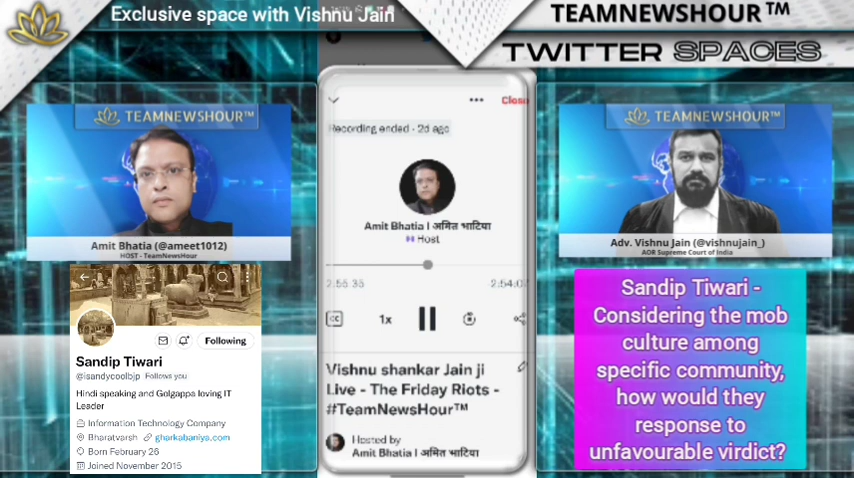 Exclusive space with Vishnu Jain
TEAMNEWSHOUR™
TWITTER SPACES
TEAMNEWSHOUR™
Amit Bhatia (@ameet1012)
HOST - TeamNewsHour
Following
Sandip Tiwari
@isandycoolbjp Follows you
Hindi speaking and Golgappa loving IT
Leader
Information Technology Company
Bharatvarsh gharkabaniya.com
Born February 26
Joined November 2015
Close
Recording ended · 2d ago
Amit Bhatia I अमित भाटिया
Host
2:55:35
CC
1x
Vishnu shankar Jain ji
Live - The Friday Riots -
#TeamNewsHour™
Hosted by
Amit Bhatia I अमित भाटिया
TEAMNEWSHOUR™
Adv. Vishnu Jain (@vishnujain_)
AOR Supreme Court of India
Sandip Tiwari -
Considering the mob
culture among
specific community,
how would they
response to
unfavourable virdict?